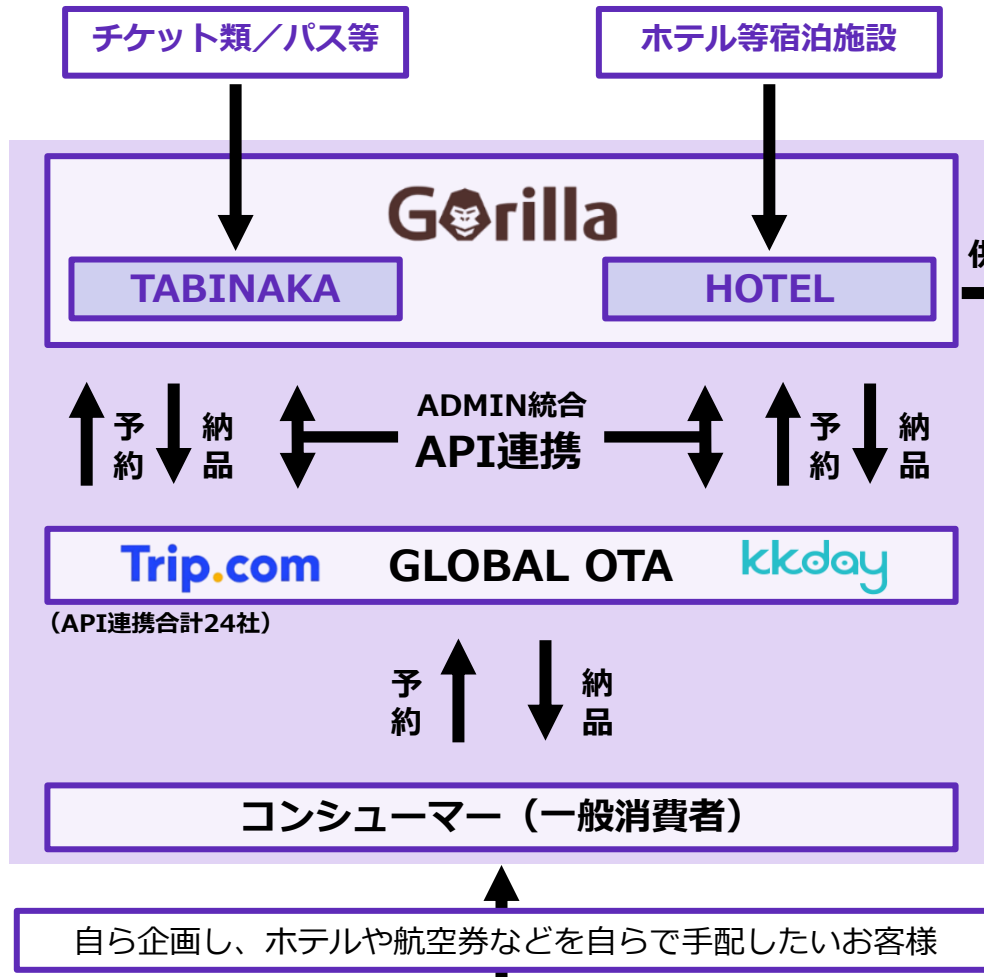 チケット類／パス等
ホテル等宿泊施設
Gorilla
TABINAKA
HOTEL
予約
納品
ADMIN統合
API連携
予約
納品
Trip.com
GLOBAL OTA
kkday
（API連携合計24社）
予約
納品
コンシューマー（一般消費者）
自ら企画し、ホテルや航空券などを自らで手配したいお客様